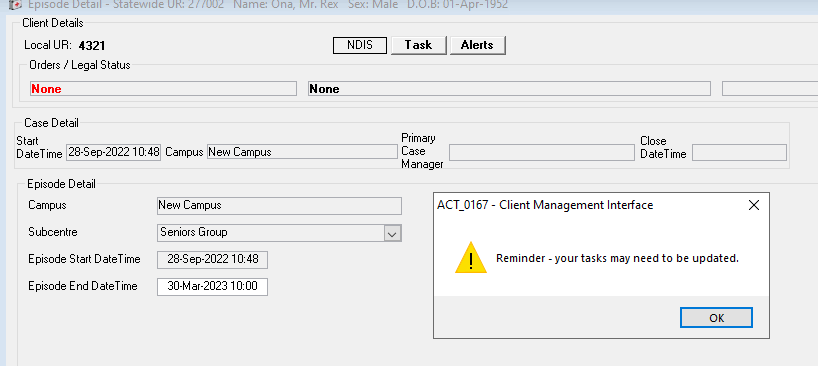 Episode Detail - Statewide UR: 277002 Name: Ona, Mr. Rex Sex: Male D.O.B: 01-Apr-1952
Client Details
Local UR: 4321 NDIS Task Alerts
Orders / Legal Status
None None
Case Detail
Start DateTime 28-Sep-2022 10:48 Campus New Campus Primary Case Manager Close DateTime
Episode Detail
Campus New Campus
Subcentre Seniors Group
Episode Start DateTime 28-Sep-2022 10:48
Episode End DateTime 30-Mar-2023 10:00
ACT_0167 - Client Management Interface
Reminder - your tasks may need to be updated.
OK